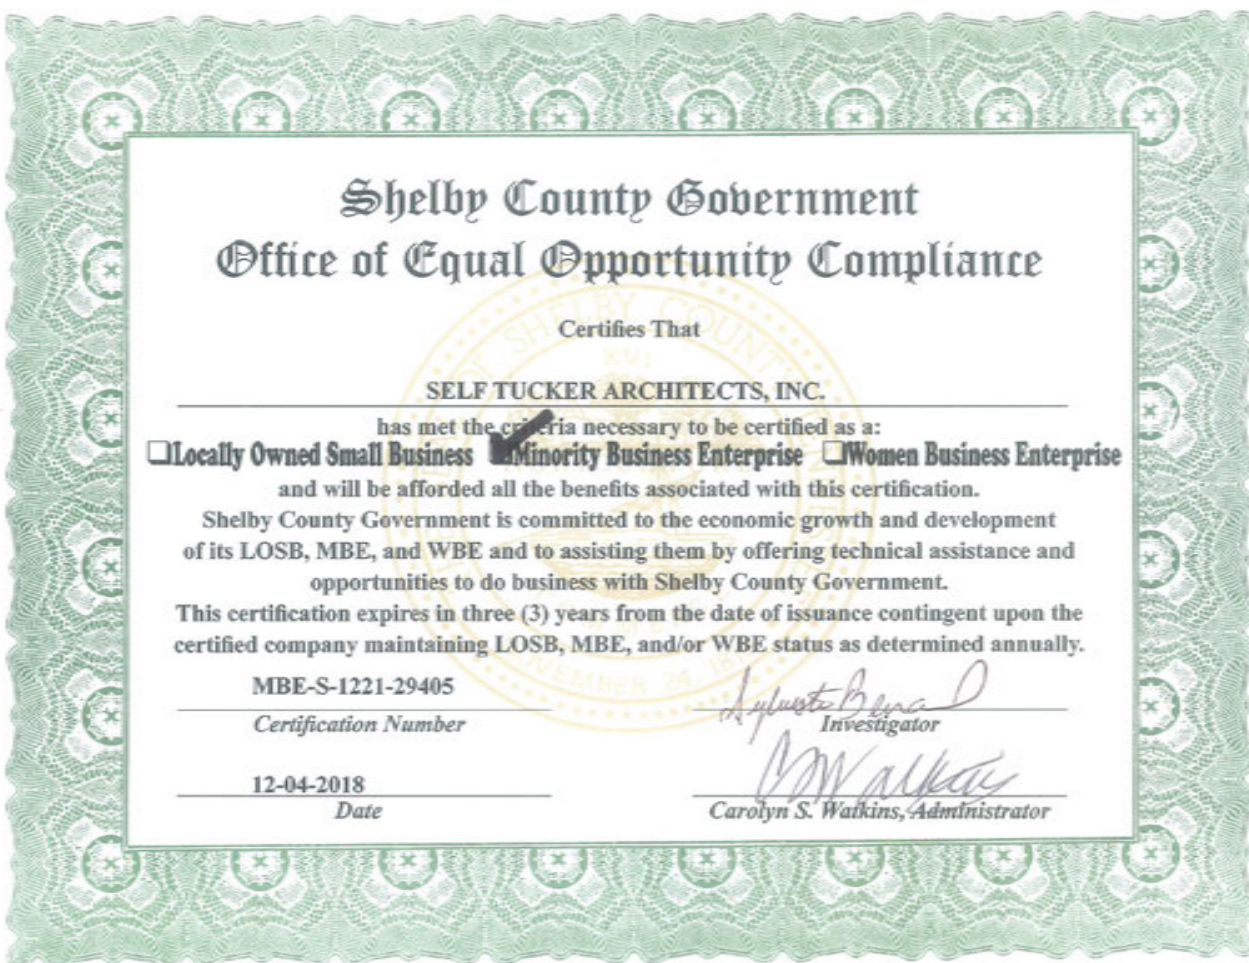 Shelby County Government
Office of Equal Opportunity Compliance
Certifies That
SELF TUCKER ARCHITECTS, INC.
has met the criteria necessary to be certified as a:
❑Locally Owned Small Business ❑Minority Business Enterprise ❑Women Business Enterprise
and will be afforded all the benefits associated with this certification.
Shelby County Government is committed to the economic growth and development
of its LOSB, MBE, and WBE and to assisting them by offering technical assistance and
opportunities to do business with Shelby County Government.
This certification expires in three (3) years from the date of issuance contingent upon the
certified company maintaining LOSB, MBE, and/or WBE status as determined annually.
MBE-S-1221-29405
Certification Number
Investigator
12-04-2018
Date
Carolyn S. Watkins, Administrator